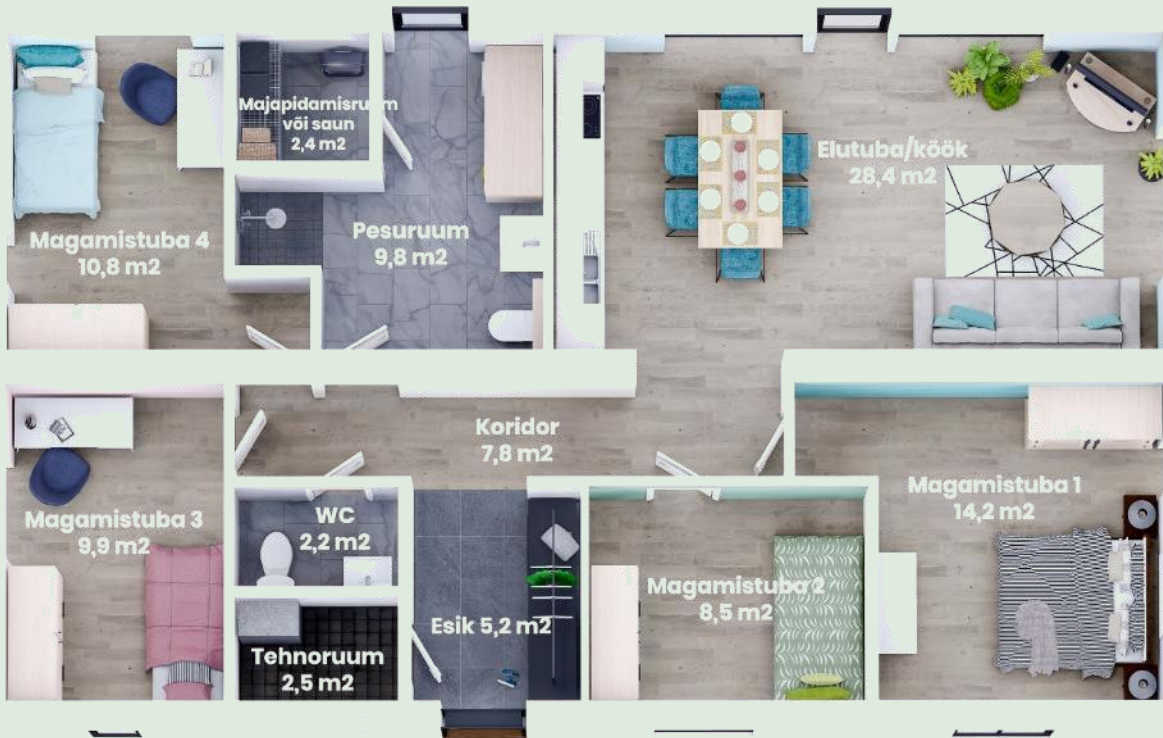 Majapidamisruum
või saun
2,4 m2
Elutuba/köök
28,4 m2
Magamistuba 4
10,8 m2
Pesuruum
9,8 m2
Koridor
7,8 m2
Magamistuba 1
14,2 m2
Magamistuba 3
9,9 m2
WC
2,2 m2
Magamistuba 2
8,5 m2
Esik 5,2 m2
Tehnoruum
2,5 m2